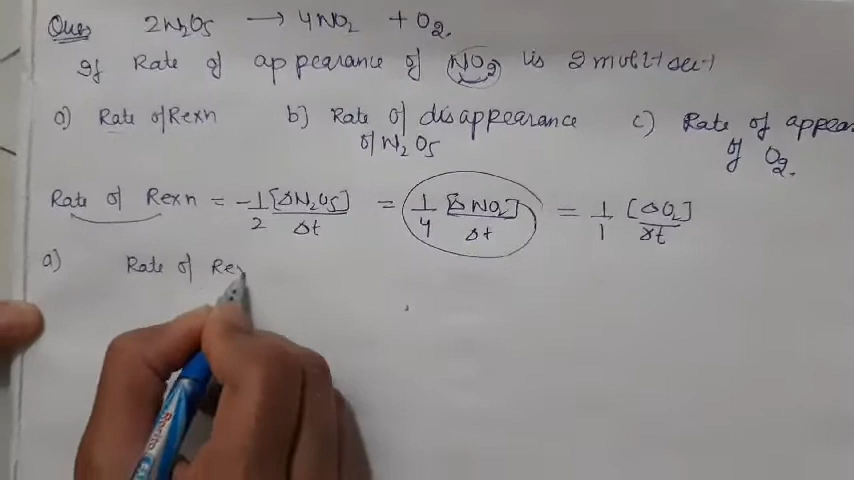 Ques 2N2O5 → 4NO2 + O2.
If Rate of appearance of NO2 is 2 mol l-1 sec-1
a) Rate of Rexn b) Rate of disappearance of N2O5 c) Rate of appear of O2.
Rate of Rexn = -1/2 [ΔN2O5]/Δt = 1/4 [ΔNO2]/Δt = 1/1 [ΔO2]/Δt
a) Rate of Rex